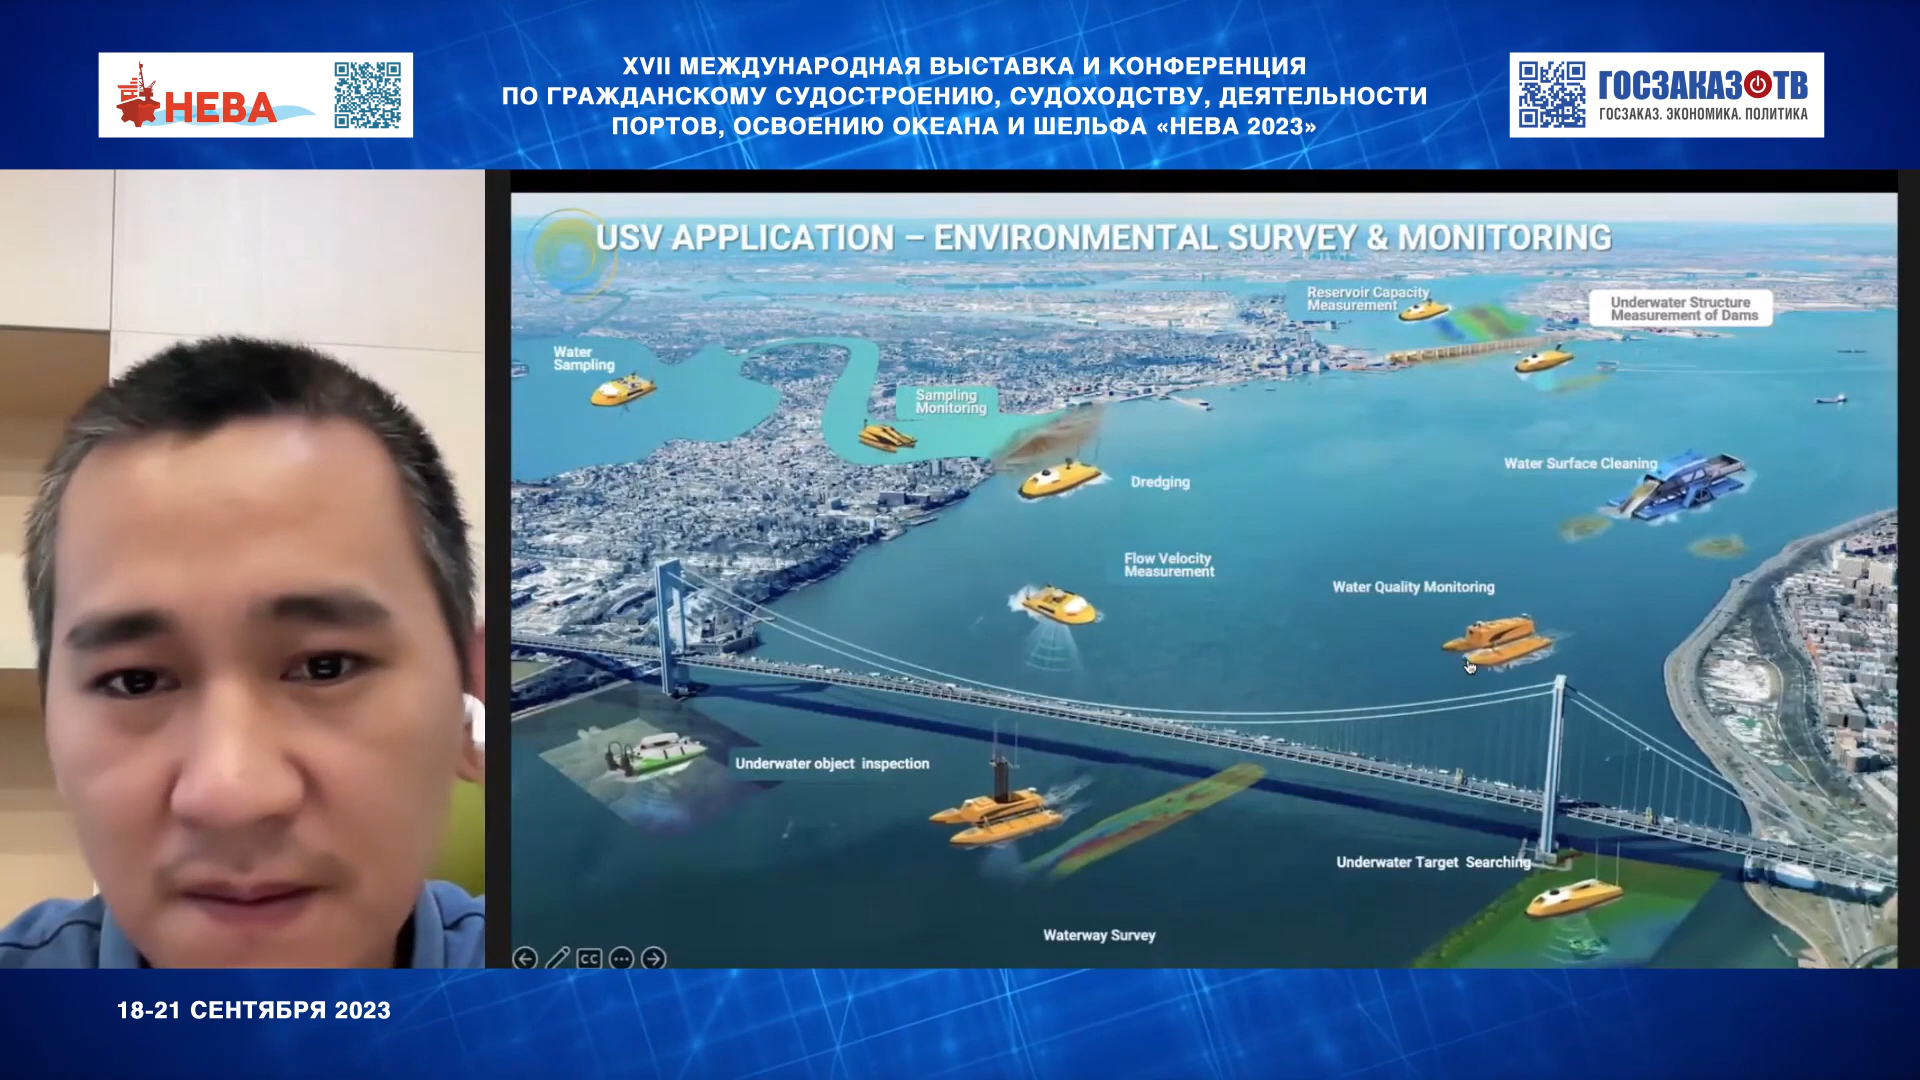 НЕВА
XVII МЕЖДУНАРОДНАЯ ВЫСТАВКА И КОНФЕРЕНЦИЯ
ПО ГРАЖДАНСКОМУ СУДОСТРОЕНИЮ, СУДОХОДСТВУ, ДЕЯТЕЛЬНОСТИ
ПОРТОВ, ОСВОЕНИЮ ОКЕАНА И ШЕЛЬФА «НЕВА 2023»
ГОСЗАКАЗ ТВ
ГОСЗАКАЗ. ЭКОНОМИКА. ПОЛИТИКА
USV APPLICATION – ENVIRONMENTAL SURVEY & MONITORING
Reservoir Capacity
Measurement
Underwater Structure
Measurement of Dams
Water
Sampling
Sampling
Monitoring
Dredging
Water Surface Cleaning
Flow Velocity
Measurement
Water Quality Monitoring
Underwater object inspection
Underwater Target Searching
Waterway Survey
CC
18-21 СЕНТЯБРЯ 2023